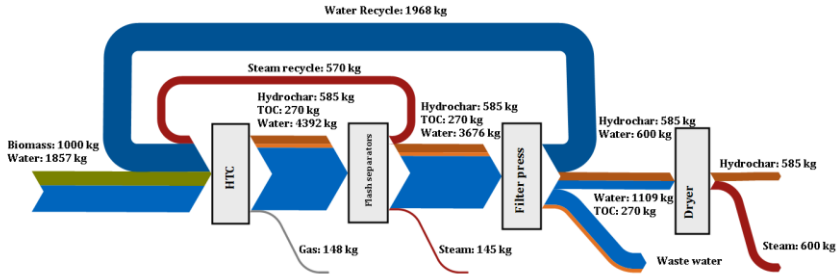 Water Recycle: 1968 kg
Steam recycle: 570 kg
Hydrochar: 585 kg
TOC: 270 kg
Water: 4392 kg
Hydrochar: 585 kg
TOC: 270 kg
Water: 3676 kg
Hydrochar: 585 kg
Water: 600 kg
Biomass: 1000 kg
Water: 1857 kg
HTC
Flash separators
Filter press
Dryer
Hydrochar: 585 kg
Water: 1109 kg
TOC: 270 kg
Gas: 148 kg
Steam: 145 kg
Waste water
Steam: 600 kg